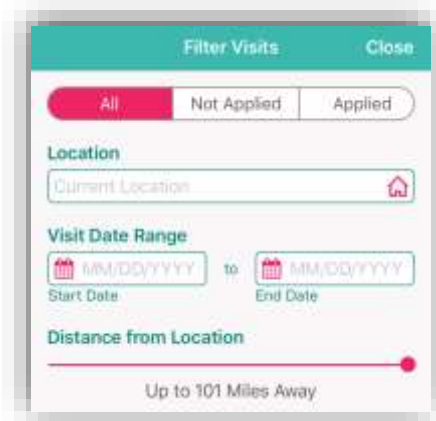 Filter Visits Close
All Not Applied Applied
Location
Current Location
Visit Date Range
MM/DD/YYYY to MM/DD/YYYY
Start Date End Date
Distance from Location
Up to 101 Miles Away